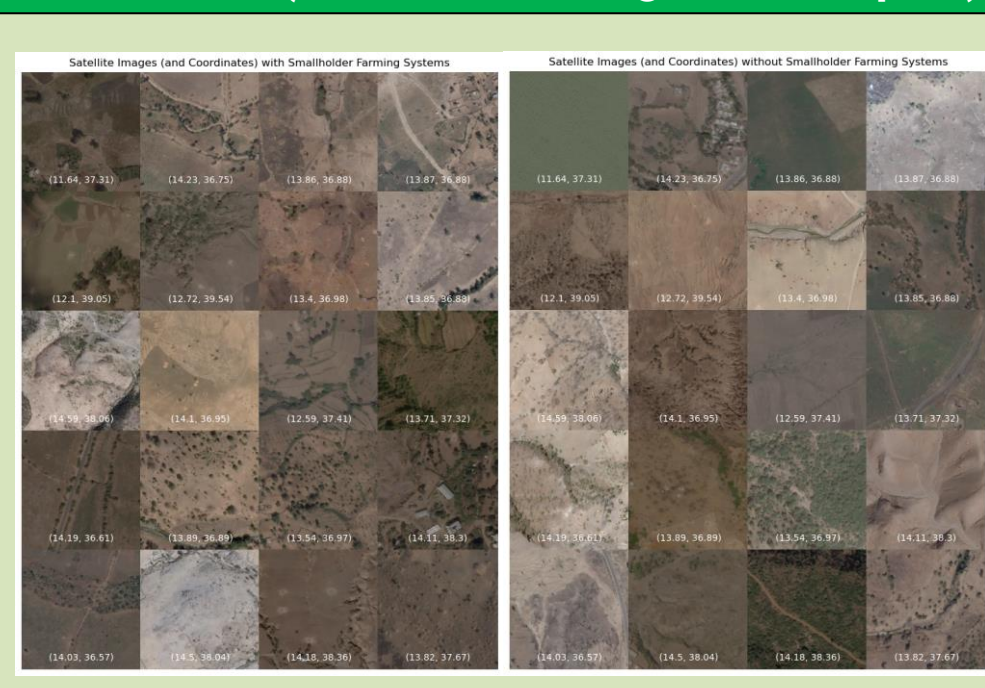 Satellite Images (and Coordinates) with Smallholder Farming Systems
(11.64, 37.31) (14.23, 36.75) (13.86, 36.88) (13.87, 36.88)
(12.1, 39.05) (12.72, 39.54) (13.4, 36.98) (13.85, 36.83)
(14.59, 38.06) (14.1, 36.95) (12.59, 37.41) (13.71, 37.32)
(14.19, 36.61) (13.89, 36.89) (13.54, 36.97) (14.11, 38.3)
(14.03, 36.57) (14.5, 38.04) (14.18, 38.36) (13.82, 37.67)
Satellite Images (and Coordinates) without Smallholder Farming Systems
(11.64, 37.31) (14.23, 36.75) (13.86, 36.88) (13.87, 36.88)
(12.1, 39.05) (12.72, 39.54) (13.4, 36.98) (13.85, 36.88)
(14.59, 38.06) (14.1, 36.95) (12.59, 37.41) (13.71, 37.32)
(14.19, 36.61) (13.89, 36.89) (13.54, 36.97) (14.11, 38.3)
(14.03, 36.57) (14.5, 38.04) (14.18, 38.36) (13.82, 37.67)